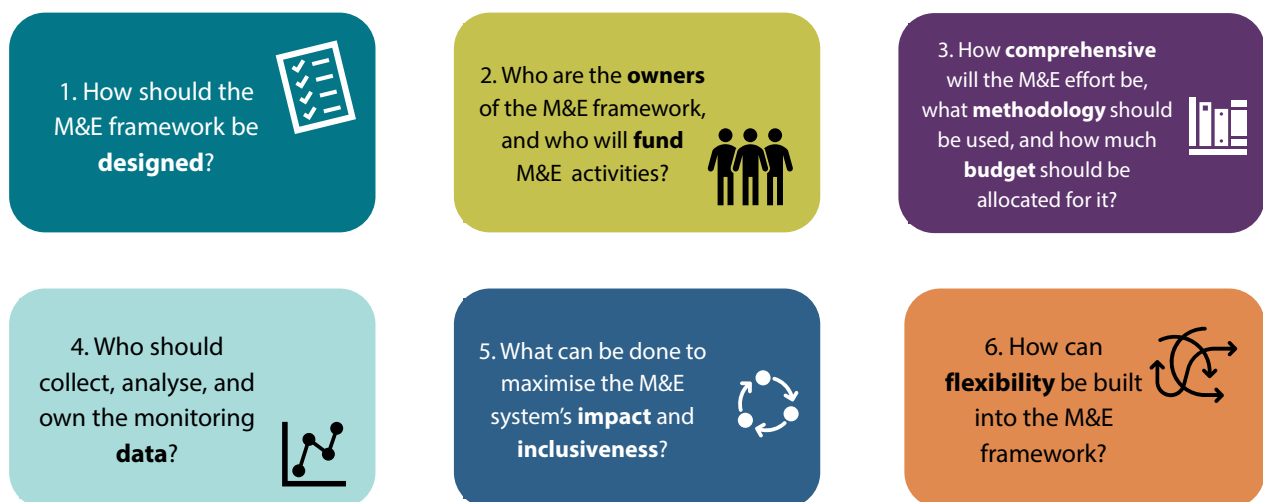 1. How should the
M&E framework be
designed?
2. Who are the owners
of the M&E framework,
and who will fund
M&E activities?
3. How comprehensive
will the M&E effort be,
what methodology should
be used, and how much
budget should be
allocated for it?
4. Who should
collect, analyse, and
own the monitoring
data?
5. What can be done to
maximise the M&E
system's impact and
inclusiveness?
6. How can
flexibility be built
into the M&E
framework?